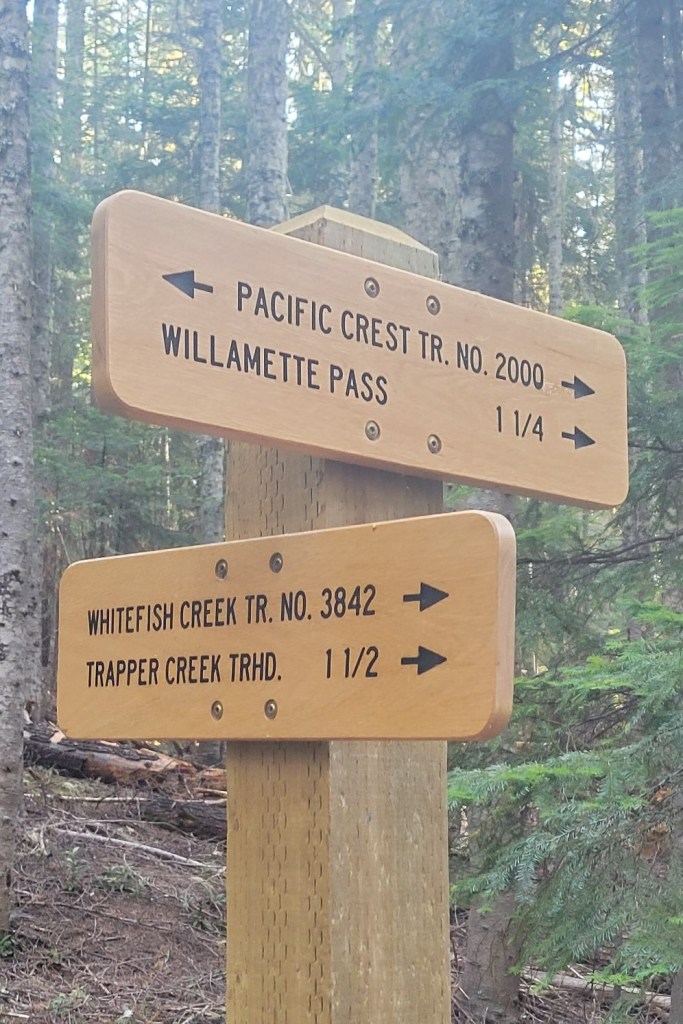 ← PACIFIC CREST TR. NO. 2000 →
WILLAMETTE PASS 1 1/4 →
WHITEFISH CREEK TR. NO. 3842 →
TRAPPER CREEK TRHD. 1 1/2 →